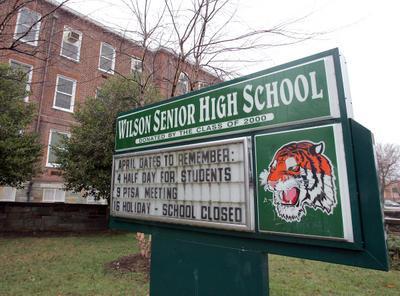 WILSON SENIOR HIGH SCHOOL
DONATED BY THE CLASS OF 2000
APRIL DATES TO REMEMBER:
4 HALF DAY FOR STUDENTS
9 PTSA MEETING
16 HOLIDAY - SCHOOL CLOSED